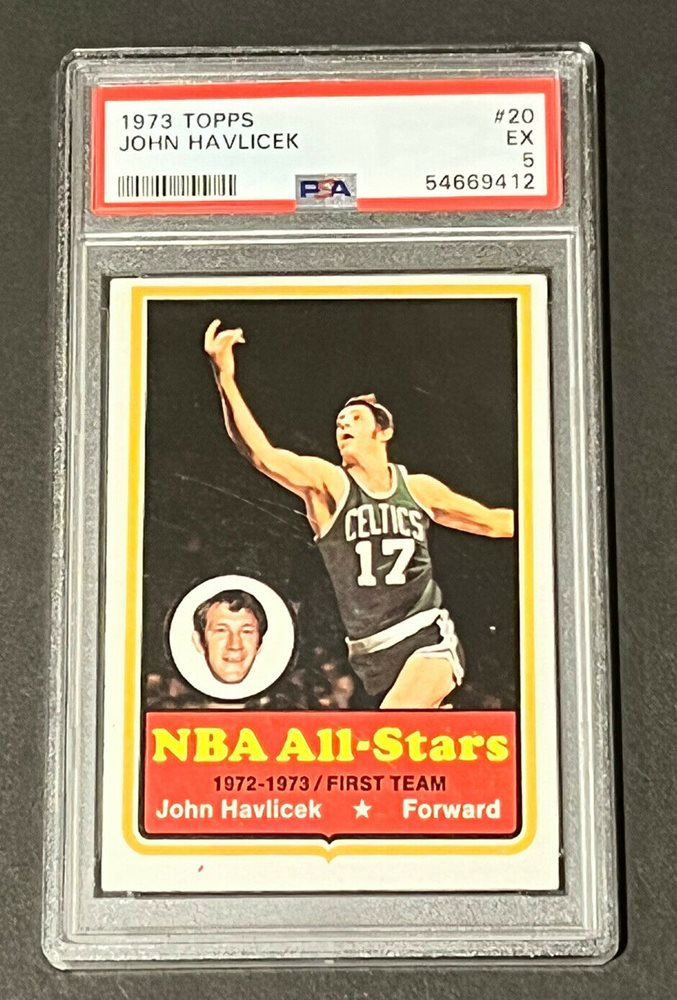 1973 TOPPS #20
JOHN HAVLICEK EX
5
PSA 54669412
CELTICS
17
NBA All-Stars
1972-1973 / FIRST TEAM
John Havlicek ★ Forward